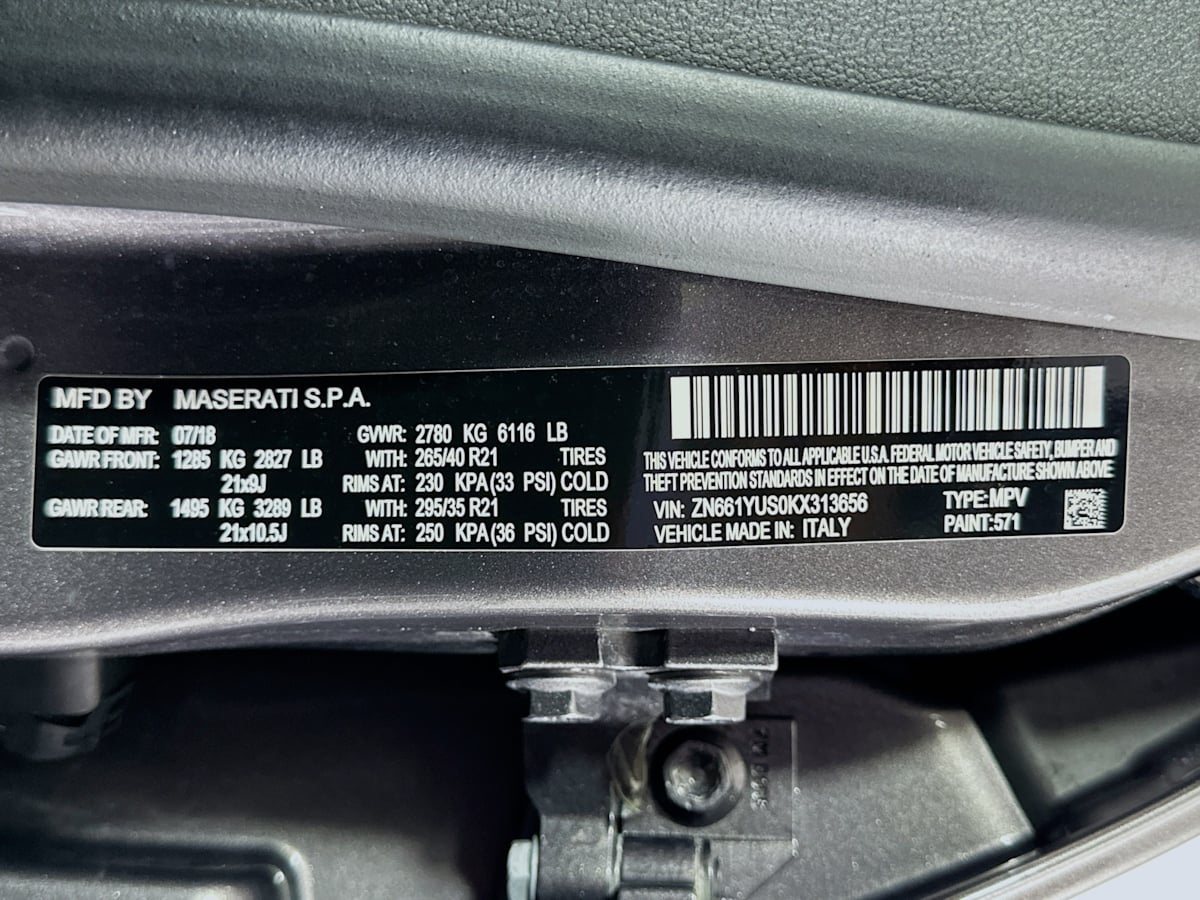 MFD BY MASERATI S.P.A.
DATE OF MFR: 07/18 GVWR: 2780 KG 6116 LB
GAWR FRONT: 1285 KG 2827 LB WITH: 265/40 R21 TIRES
21x9J RIMS AT: 230 KPA (33 PSI) COLD
GAWR REAR: 1495 KG 3289 LB WITH: 295/35 R21 TIRES
21x10.5J RIMS AT: 250 KPA (36 PSI) COLD
THIS VEHICLE CONFORMS TO ALL APPLICABLE U.S.A. FEDERAL MOTOR VEHICLE SAFETY, BUMPER AND
THEFT PREVENTION STANDARDS IN EFFECT ON THE DATE OF MANUFACTURE SHOWN ABOVE
VIN: ZN661YUS0KX313656 TYPE: MPV
VEHICLE MADE IN: ITALY PAINT: 571